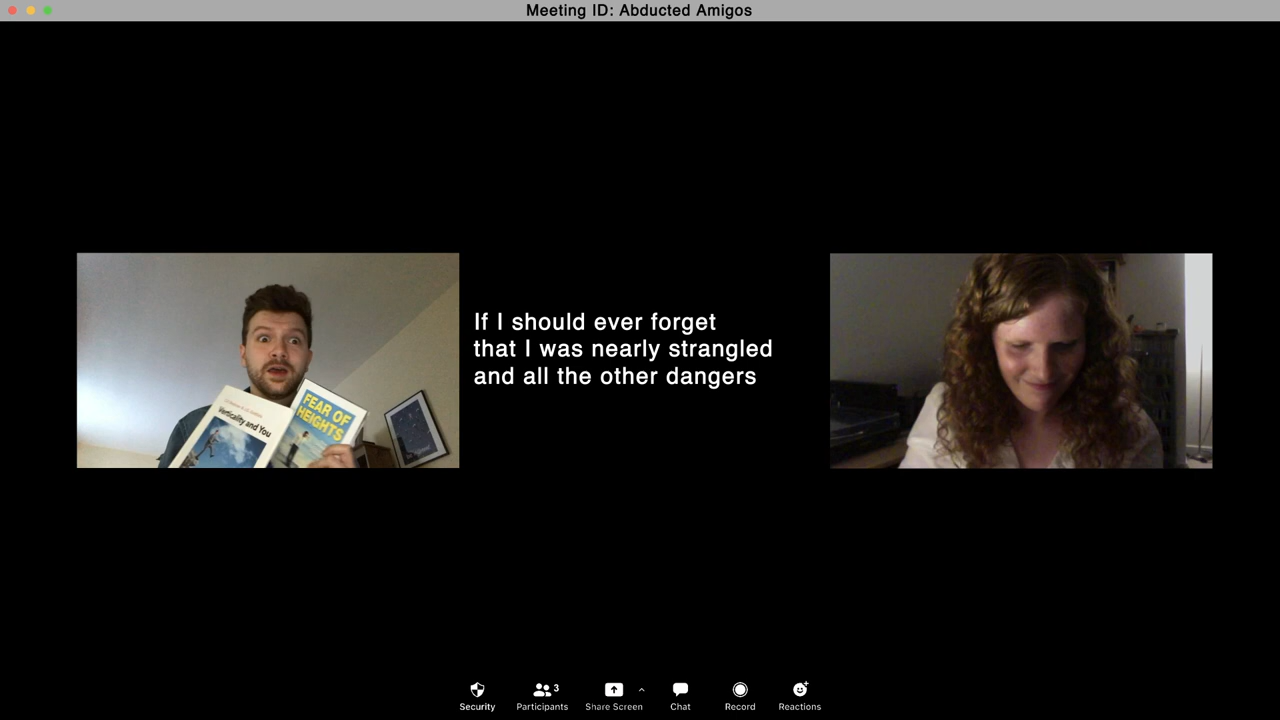 Meeting ID: Abducted Amigos
If I should ever forget
that I was nearly strangled
and all the other dangers
Verticality and You
FEAR OF
HEIGHTS
Security
Participants
3
Share Screen
Chat
Record
Reactions